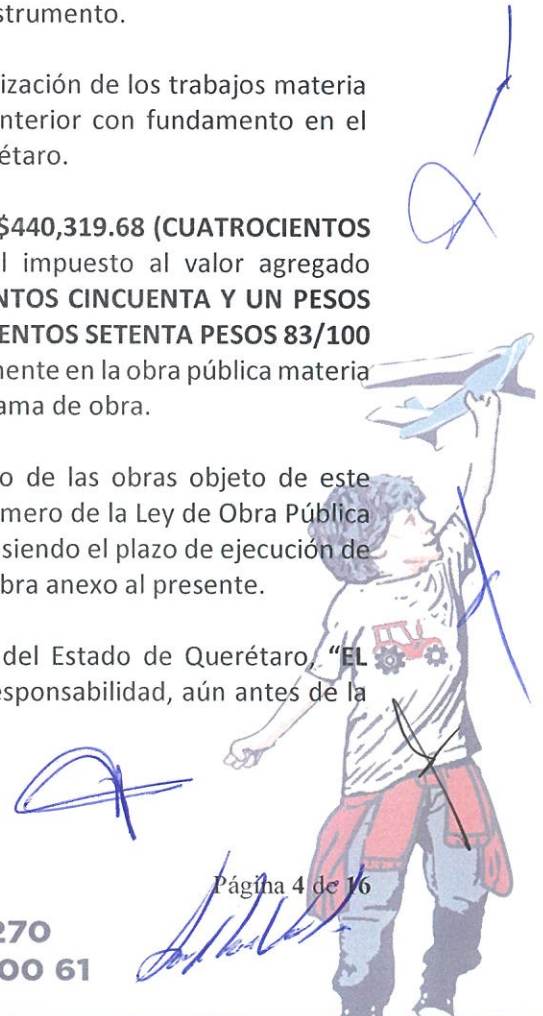 strumento.
ización de los trabajos materia
nterior con fundamento en el
étaro.
$440,319.68 (CUATROCIENTOS
l impuesto al valor agregado
NTOS CINCUENTA Y UN PESOS
ENTOS SETENTA PESOS 83/100
nente en la obra pública materia
ama de obra.
o de las obras objeto de este
mero de la Ley de Obra Pública
siendo el plazo de ejecución de
bra anexo al presente.
del Estado de Querétaro, "EL
esponsabilidad, aún antes de la
Página 4 de 16
270
00 61